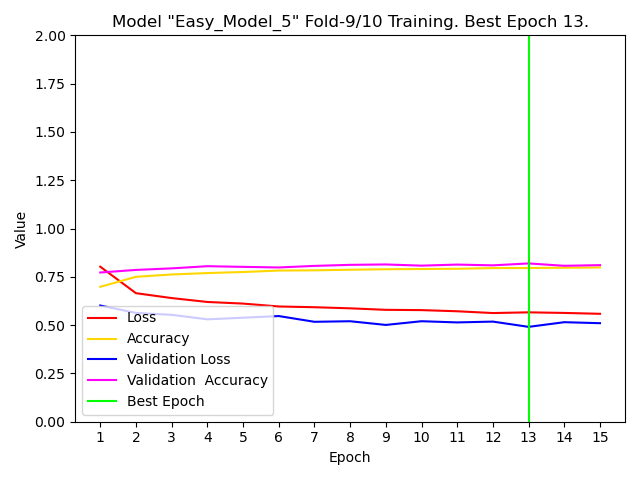 Model "Easy_Model_5" Fold-9/10 Training. Best Epoch 13.
2.00
1.75
1.50
1.25
1.00
0.75
0.50
0.25
0.00
Value
Loss
Accuracy
Validation Loss
Validation  Accuracy
Best Epoch
1 2 3 4 5 6 7 8 9 10 11 12 13 14 15
Epoch